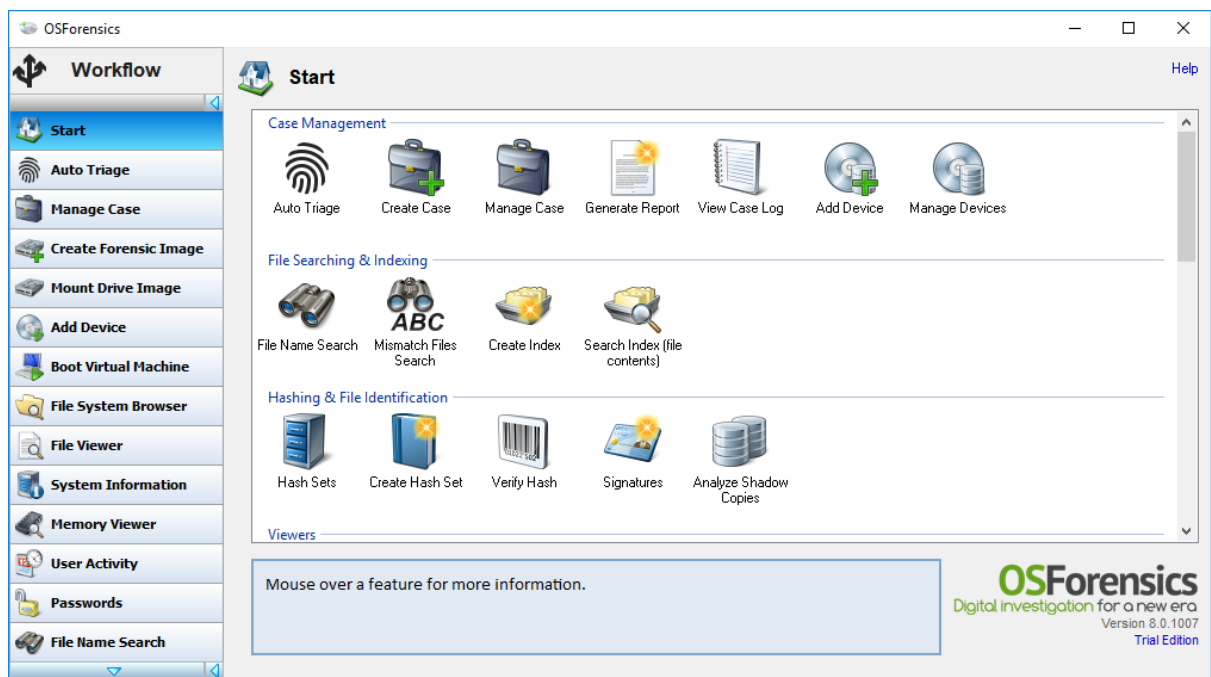 OSForensics
Workflow
Start
Auto Triage
Manage Case
Create Forensic Image
Mount Drive Image
Add Device
Boot Virtual Machine
File System Browser
File Viewer
System Information
Memory Viewer
User Activity
Passwords
File Name Search
Start
Help
Case Management
Auto Triage
Create Case
Manage Case
Generate Report
View Case Log
Add Device
Manage Devices
File Searching & Indexing
ABC
File Name Search
Mismatch Files
Search
Create Index
Search Index (file
contents)
Hashing & File Identification
Hash Sets
Create Hash Set
Verify Hash
Signatures
Analyze Shadow
Copies
Viewers
Mouse over a feature for more information.
OSForensics
Digital investigation for a new era
Version 8.0.1007
Trial Edition